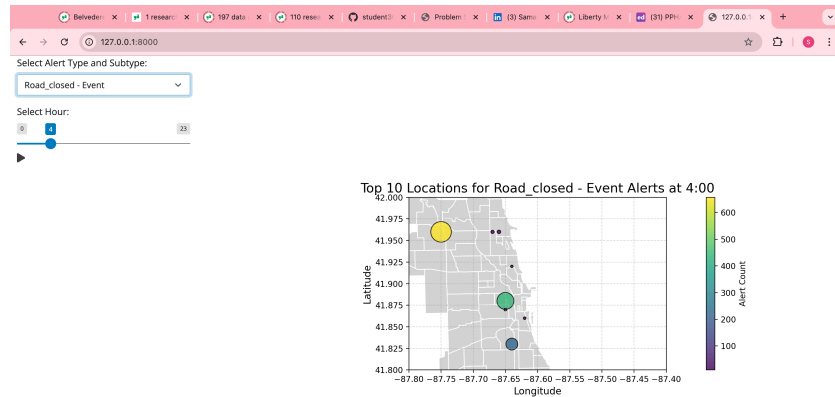 Belveder
1 researc
197 data
110 resea
student3
Problem
(3) Sama
Liberty M
(31) PPHA
127.0.0.1
127.0.0.1:8000
Select Alert Type and Subtype:
Road_closed - Event
Select Hour:
0 4 23
Top 10 Locations for Road_closed - Event Alerts at 4:00
42.000
41.975
41.950
41.925
41.900
41.875
41.850
41.825
41.800
Latitude
−87.80 −87.75 −87.70 −87.65 −87.60 −87.55 −87.50 −87.45 −87.40
Longitude
600
500
400
300
200
100
Alert Count